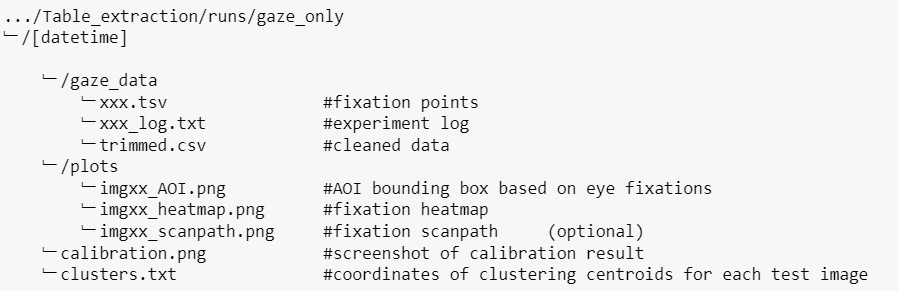 .../Table_extraction/runs/gaze_only
└─/[datetime]
└─/gaze_data
└─xxx.tsv #fixation points
└─xxx_log.txt #experiment log
└─trimmed.csv #cleaned data
└─/plots
└─imgxx_AOI.png #AOI bounding box based on eye fixations
└─imgxx_heatmap.png #fixation heatmap
└─imgxx_scanpath.png #fixation scanpath (optional)
└─calibration.png #screenshot of calibration result
└─clusters.txt #coordinates of clustering centroids for each test image